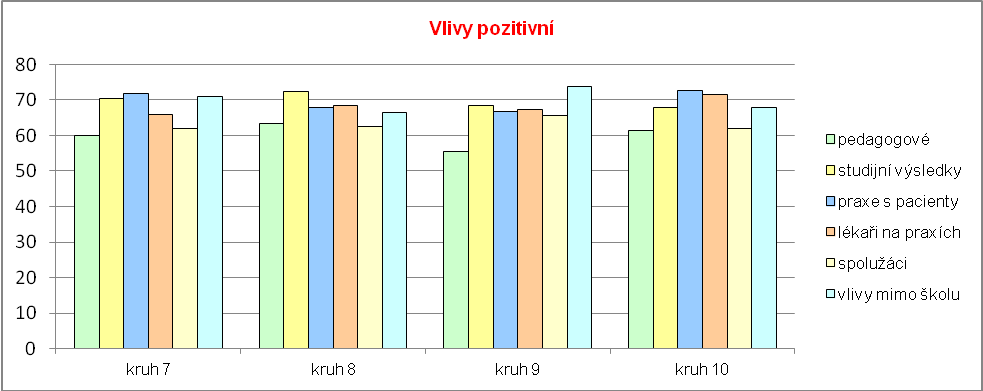 Vlivy pozitivní
80
70
60
50
40
30
20
10
0
kruh 7
kruh 8
kruh 9
kruh 10
pedagogové
studijní výsledky
praxe s pacienty
lékaři na praxích
spolužáci
vlivy mimo školu